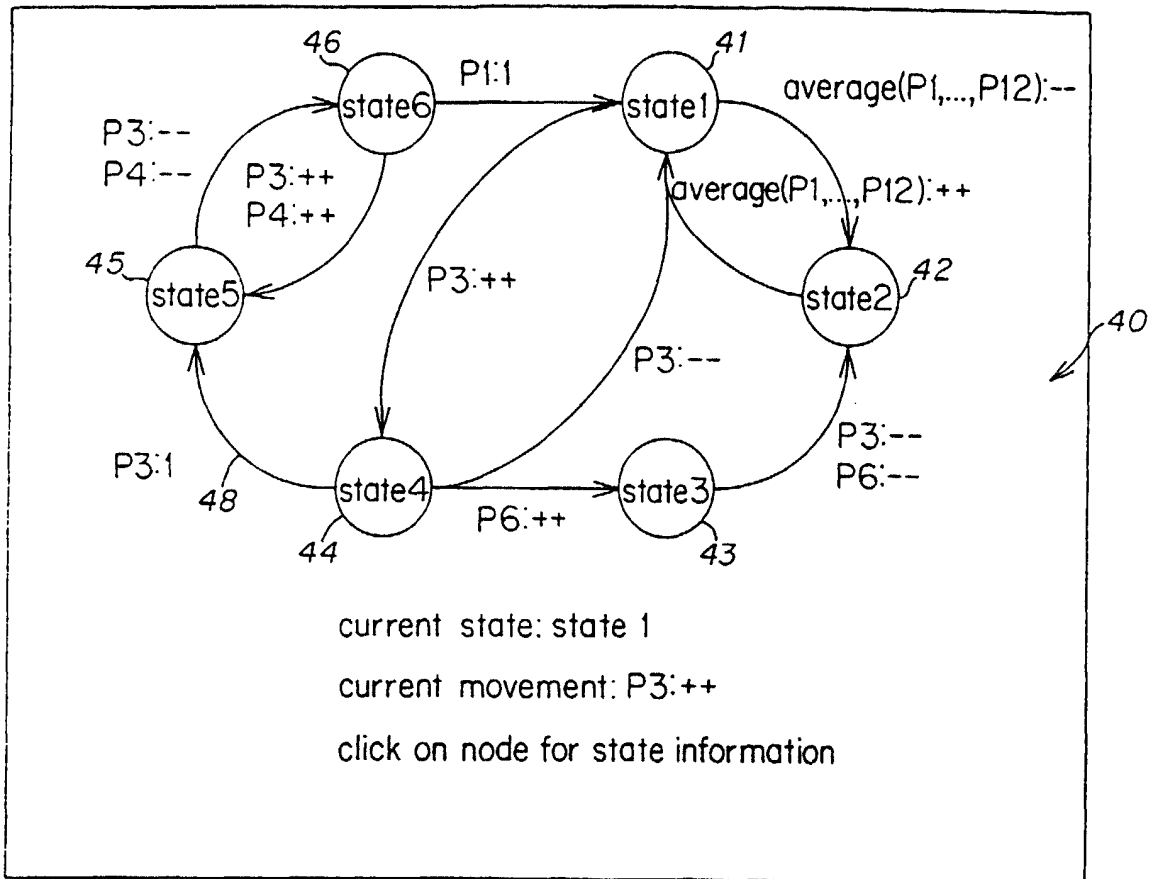 46
41
P1:1
average(P1,...,P12):--
state6
state1
P3:--
P4:--
P3:++
P4:++
average(P1,...,P12):++
45
42
state5
P3:++
state2
40
P3:--
P3:--
P6:--
P3:1
48
state4
state3
P6:++
44
43
current state: state 1
current movement: P3:++
click on node for state information